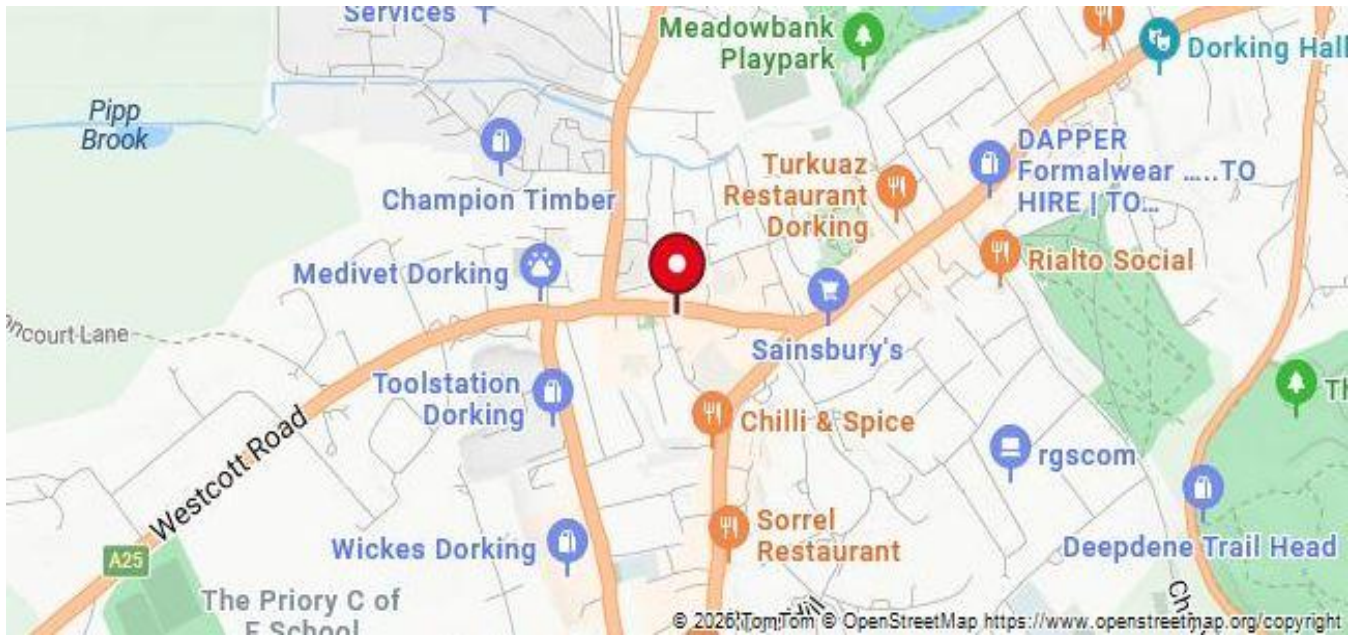 Services
Meadowbank
Playpark
Dorking Hall
Pipp
Brook
DAPPER
Formalwear .....TO
HIRE | TO...
Turkuaz
Restaurant
Dorking
Champion Timber
Medivet Dorking
Rialto Social
court Lane
Sainsbury's
Toolstation
Dorking
Chilli & Spice
Westcott Road
rgscom
Sorrel
Restaurant
Wickes Dorking
Deepdene Trail Head
A25
The Priory C of
E School
© 2026 TomTom © OpenStreetMap https://www.openstreetmap.org/copyright